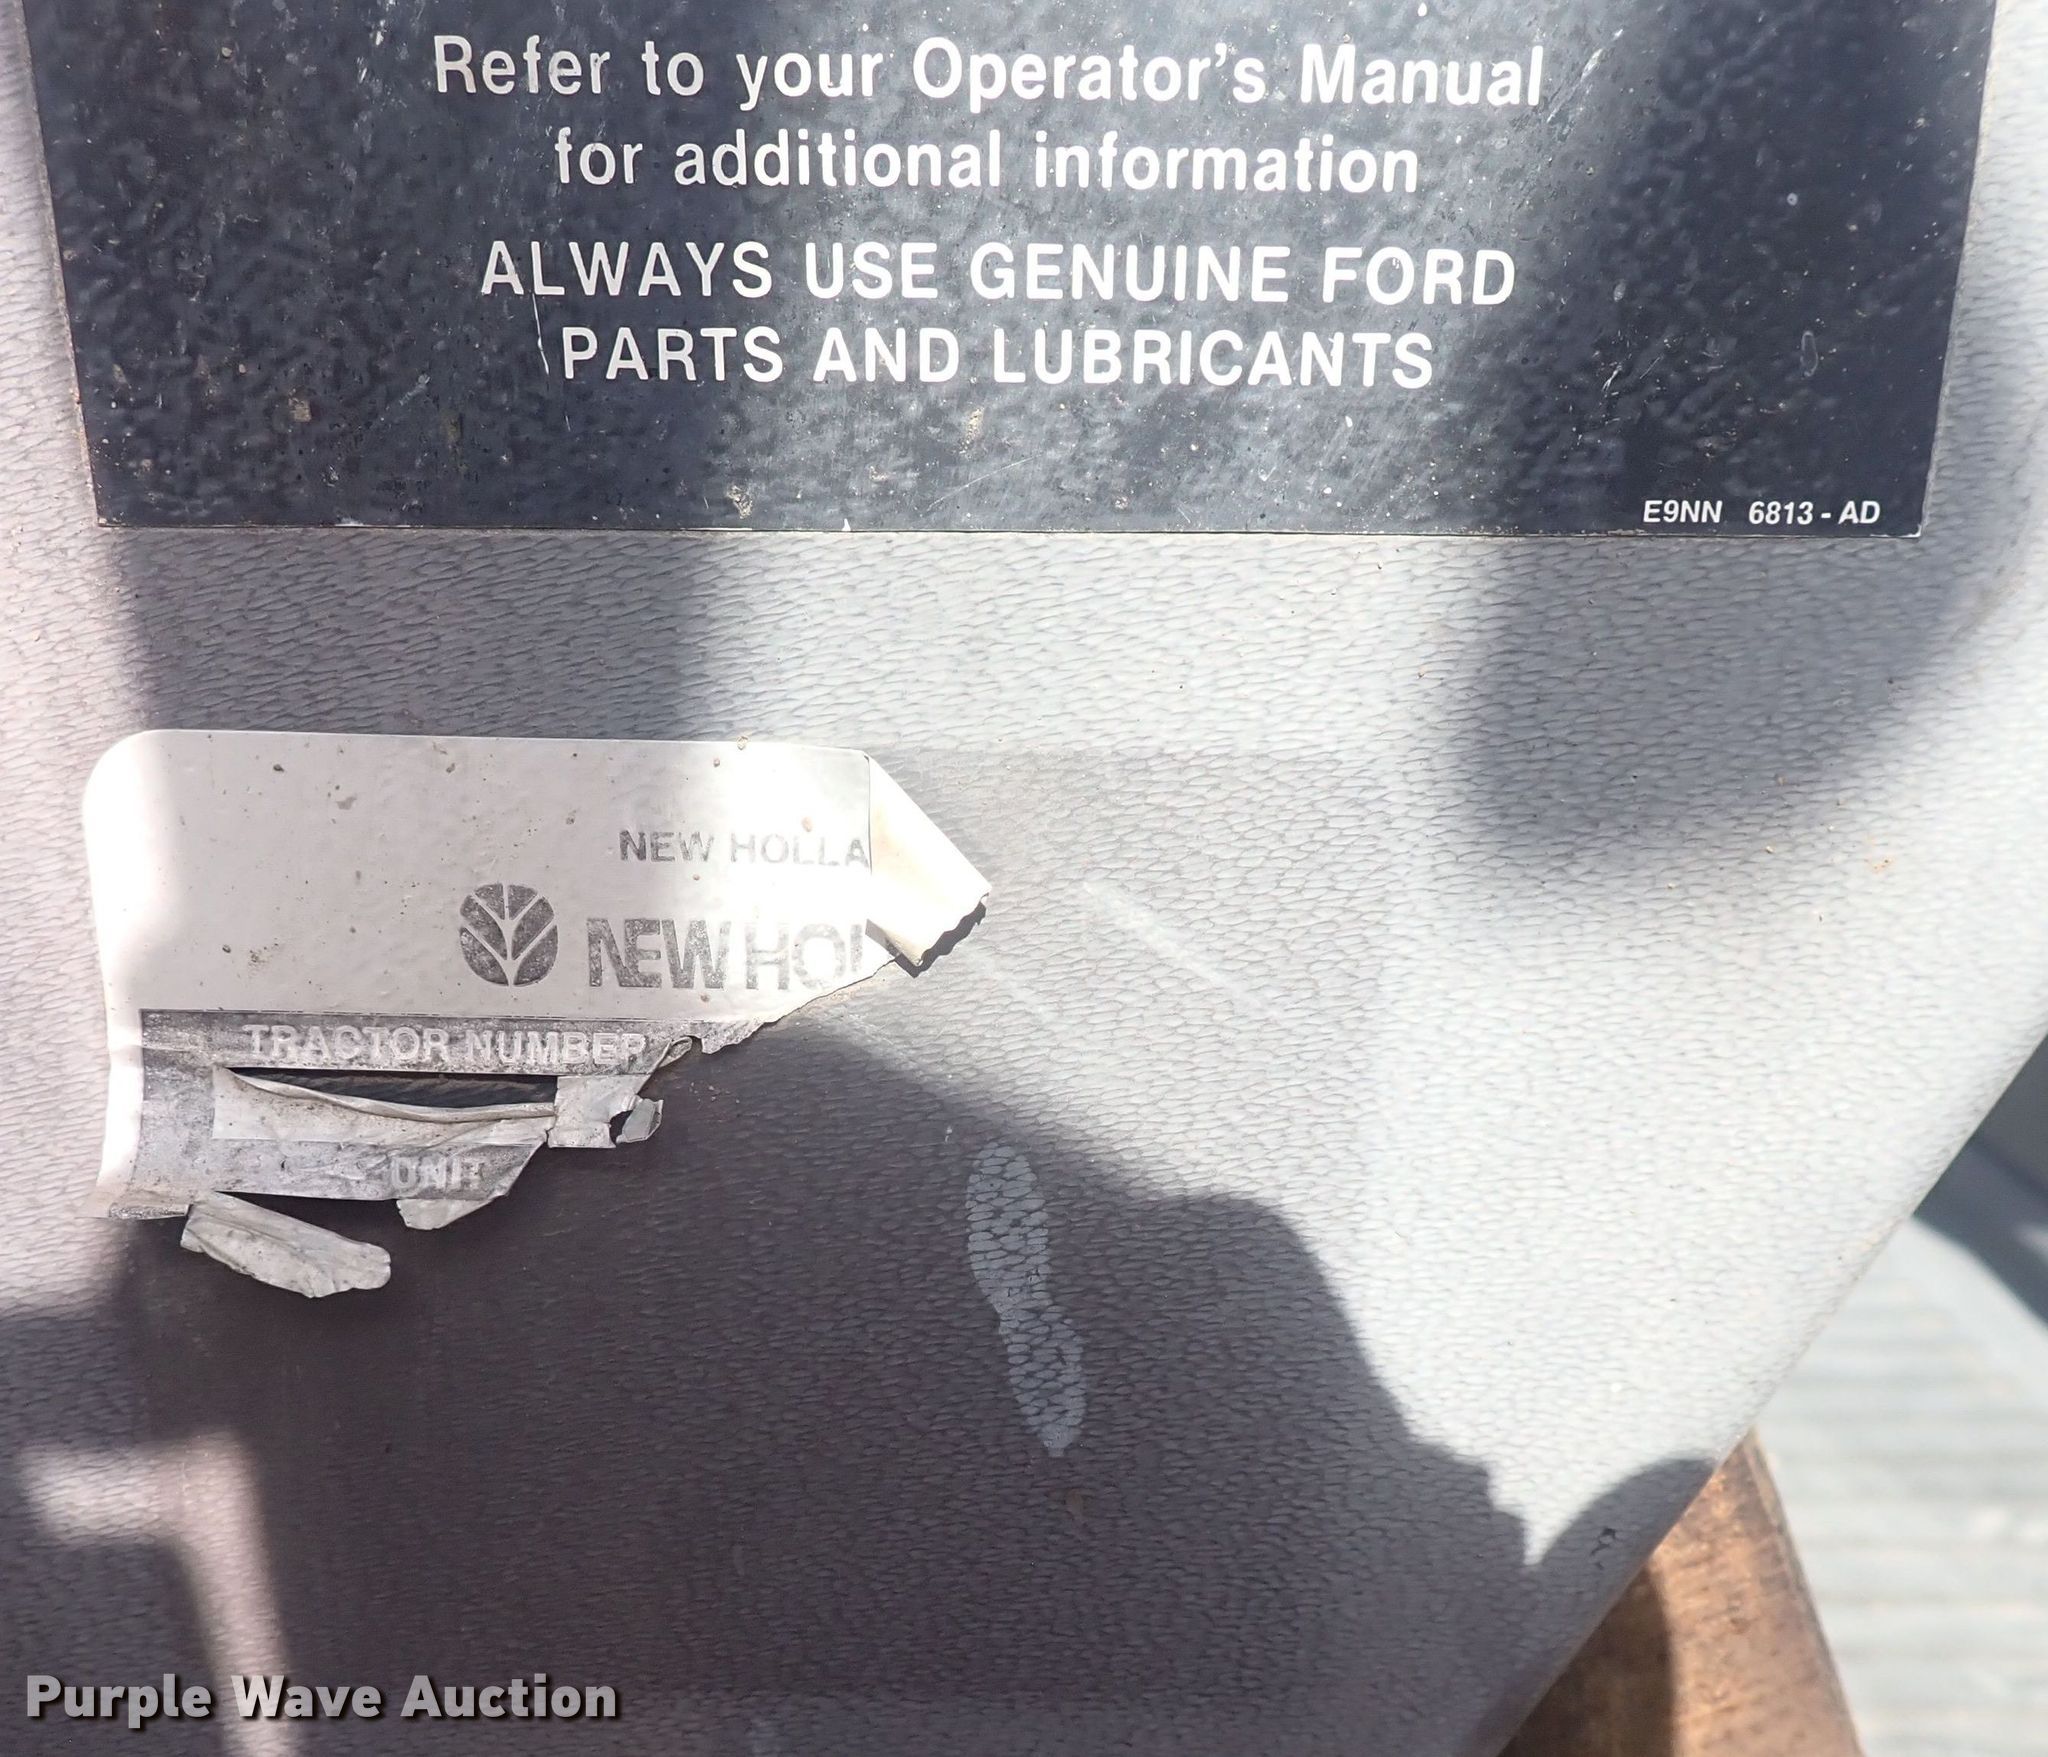 Refer to your Operator's Manual
for additional information
ALWAYS USE GENUINE FORD
PARTS AND LUBRICANTS
E9NN 6813 - AD
NEW HOLLA
NEW HOL
TRACTOR NUMBER
UNIT
Purple Wave Auction